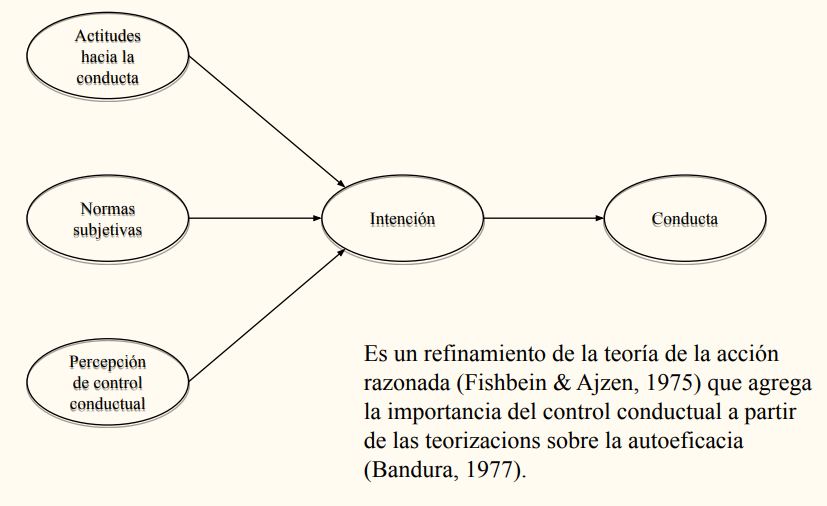 Actitudes
hacia la
conducta
Normas
subjetivas
Intención
Conducta
Percepción
de control
conductual
Es un refinamiento de la teoría de la acción
razonada (Fishbein & Ajzen, 1975) que agrega
la importancia del control conductual a partir
de las teorizacions sobre la autoeficacia
(Bandura, 1977).